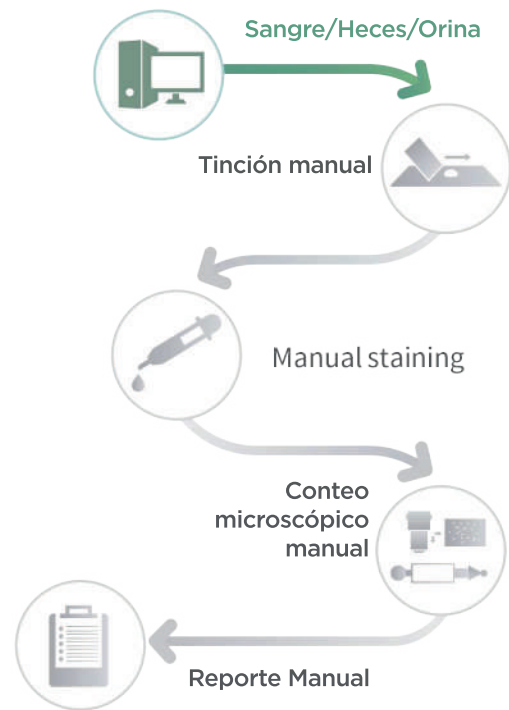 Sangre/Heces/Orina
Tinción manual
Manual staining
Conteo
microscópico
manual
Reporte Manual